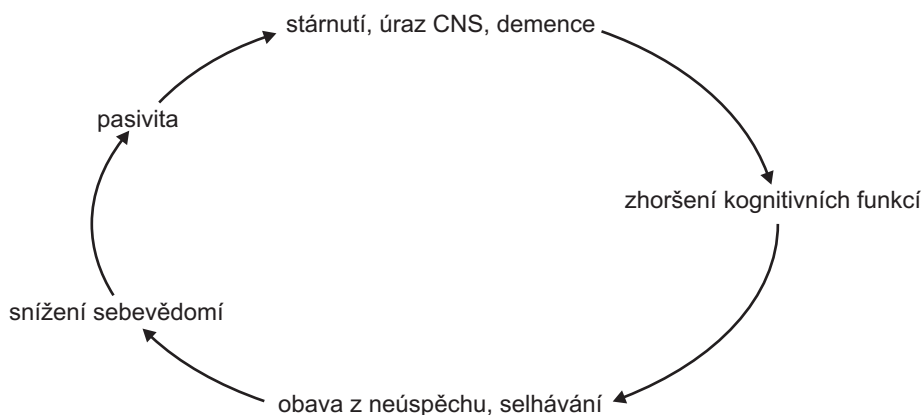 stárnutí, úraz CNS, demence
pasivita
zhoršení kognitivních funkcí
snížení sebevědomí
obava z neúspěchu, selhávání